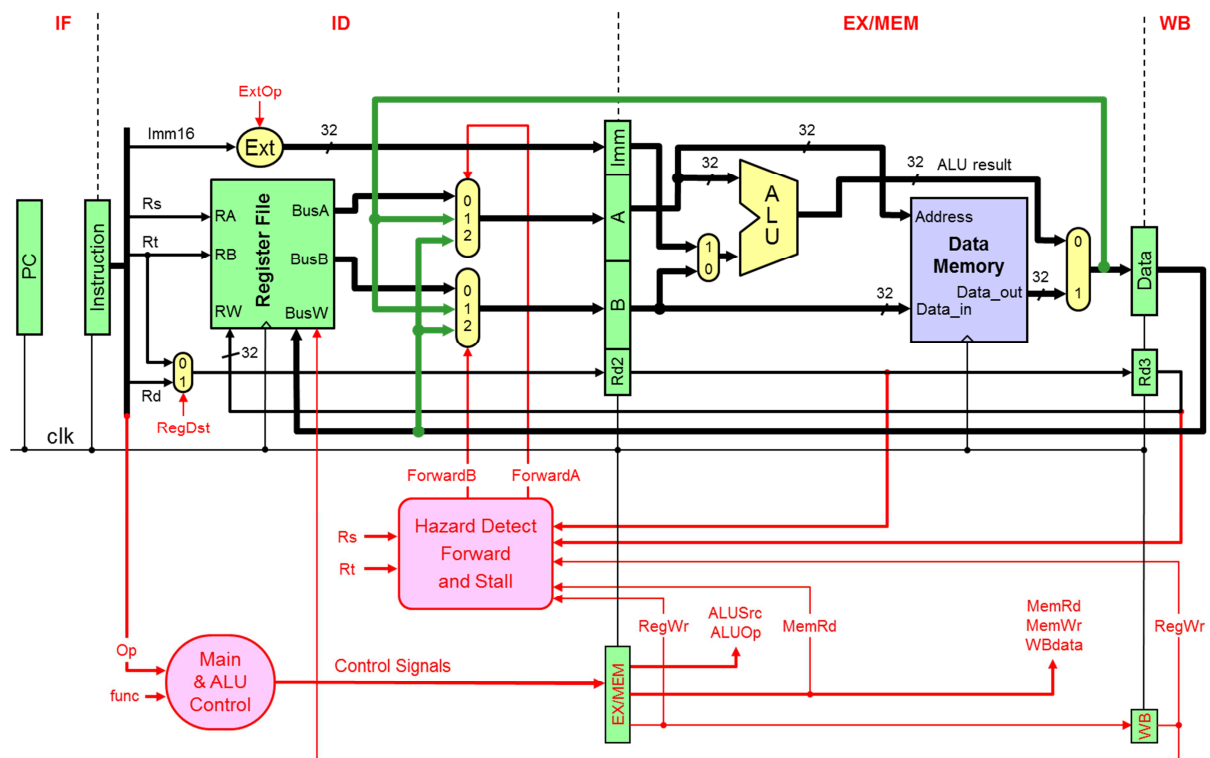 IF
ID
EX/MEM
WB
ExtOp
Imm16
Ext
32
Imm
32
32
32
ALU result
A
L
U
PC
Instruction
Rs
Rt
RA
RB
RW
Register File
BusA
BusB
BusW
0
1
2
0
1
2
A
B
1
0
Address
Data
Memory
Data_out
Data_in
32
32
0
1
Data
32
0
1
Rd
RegDst
Rd2
Rd3
clk
ForwardB
ForwardA
Hazard Detect
Forward
and Stall
Rs
Rt
RegWr
ALUSrc
ALUOp
MemRd
MemRd
MemWr
WBdata
RegWr
Op
func
Main
& ALU
Control
Control Signals
EX/MEM
WB